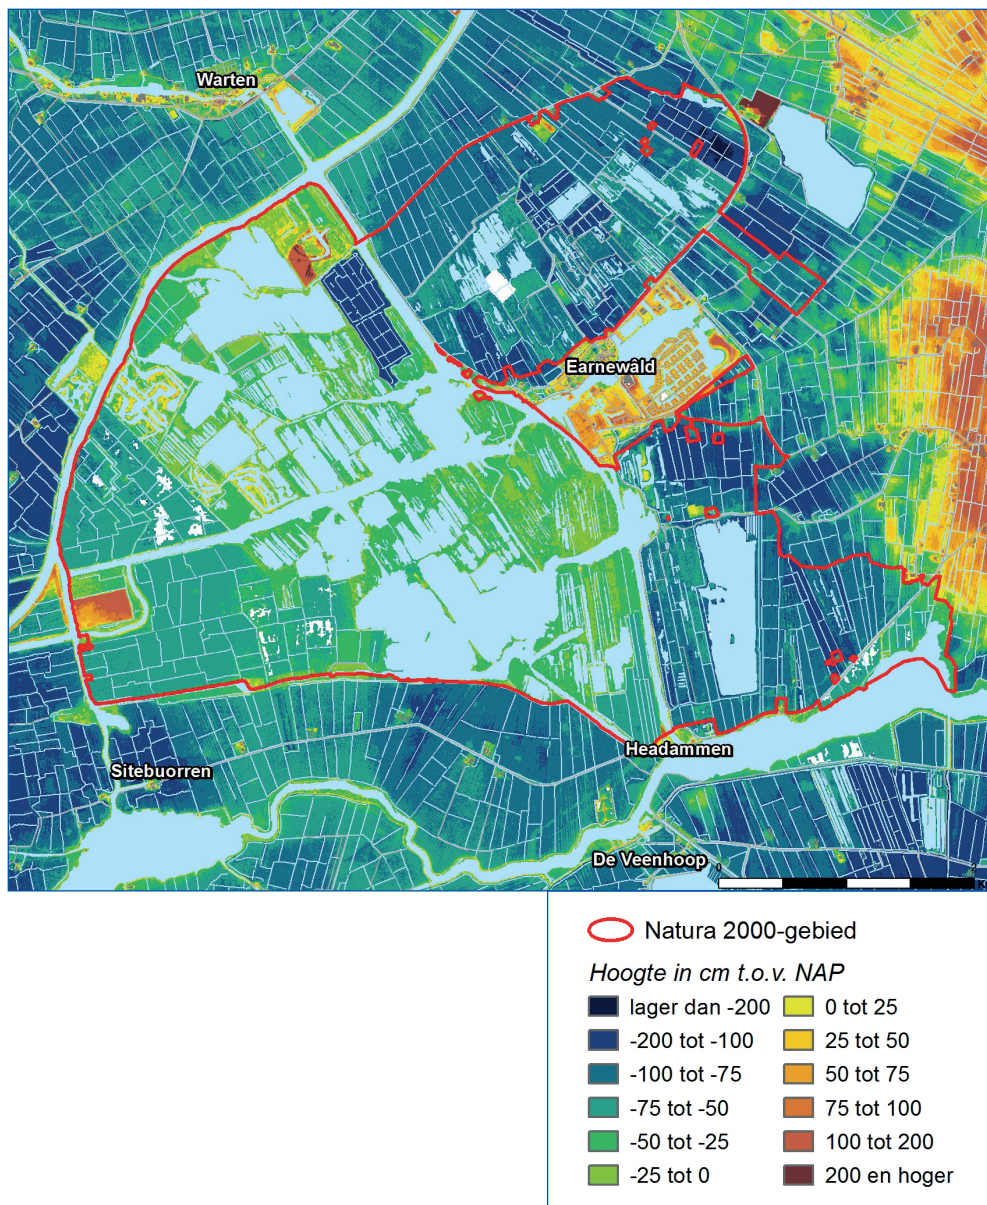 Warten
Earnewâld
Headammen
Sitebuorren
De Veenhoop
0
2
Natura 2000-gebied
Hoogte in cm t.o.v. NAP
lager dan -200
-200 tot -100
-100 tot -75
-75 tot -50
-50 tot -25
-25 tot 0
0 tot 25
25 tot 50
50 tot 75
75 tot 100
100 tot 200
200 en hoger